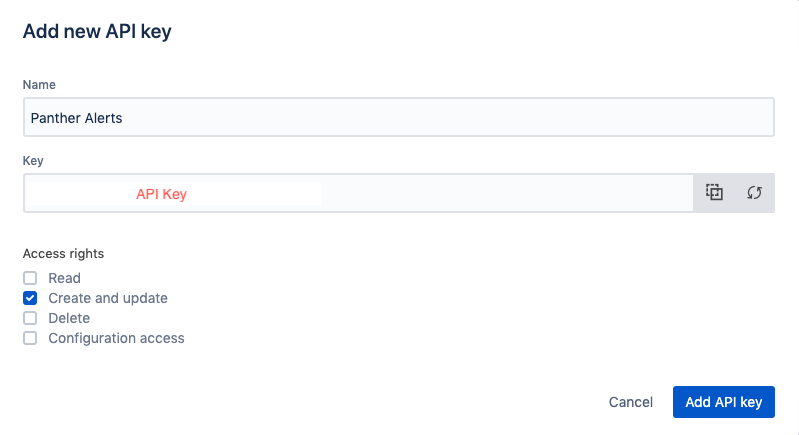 Add new API key
Name
Panther Alerts
Key
API Key
Access rights
Read
Create and update
Delete
Configuration access
Cancel
Add API key